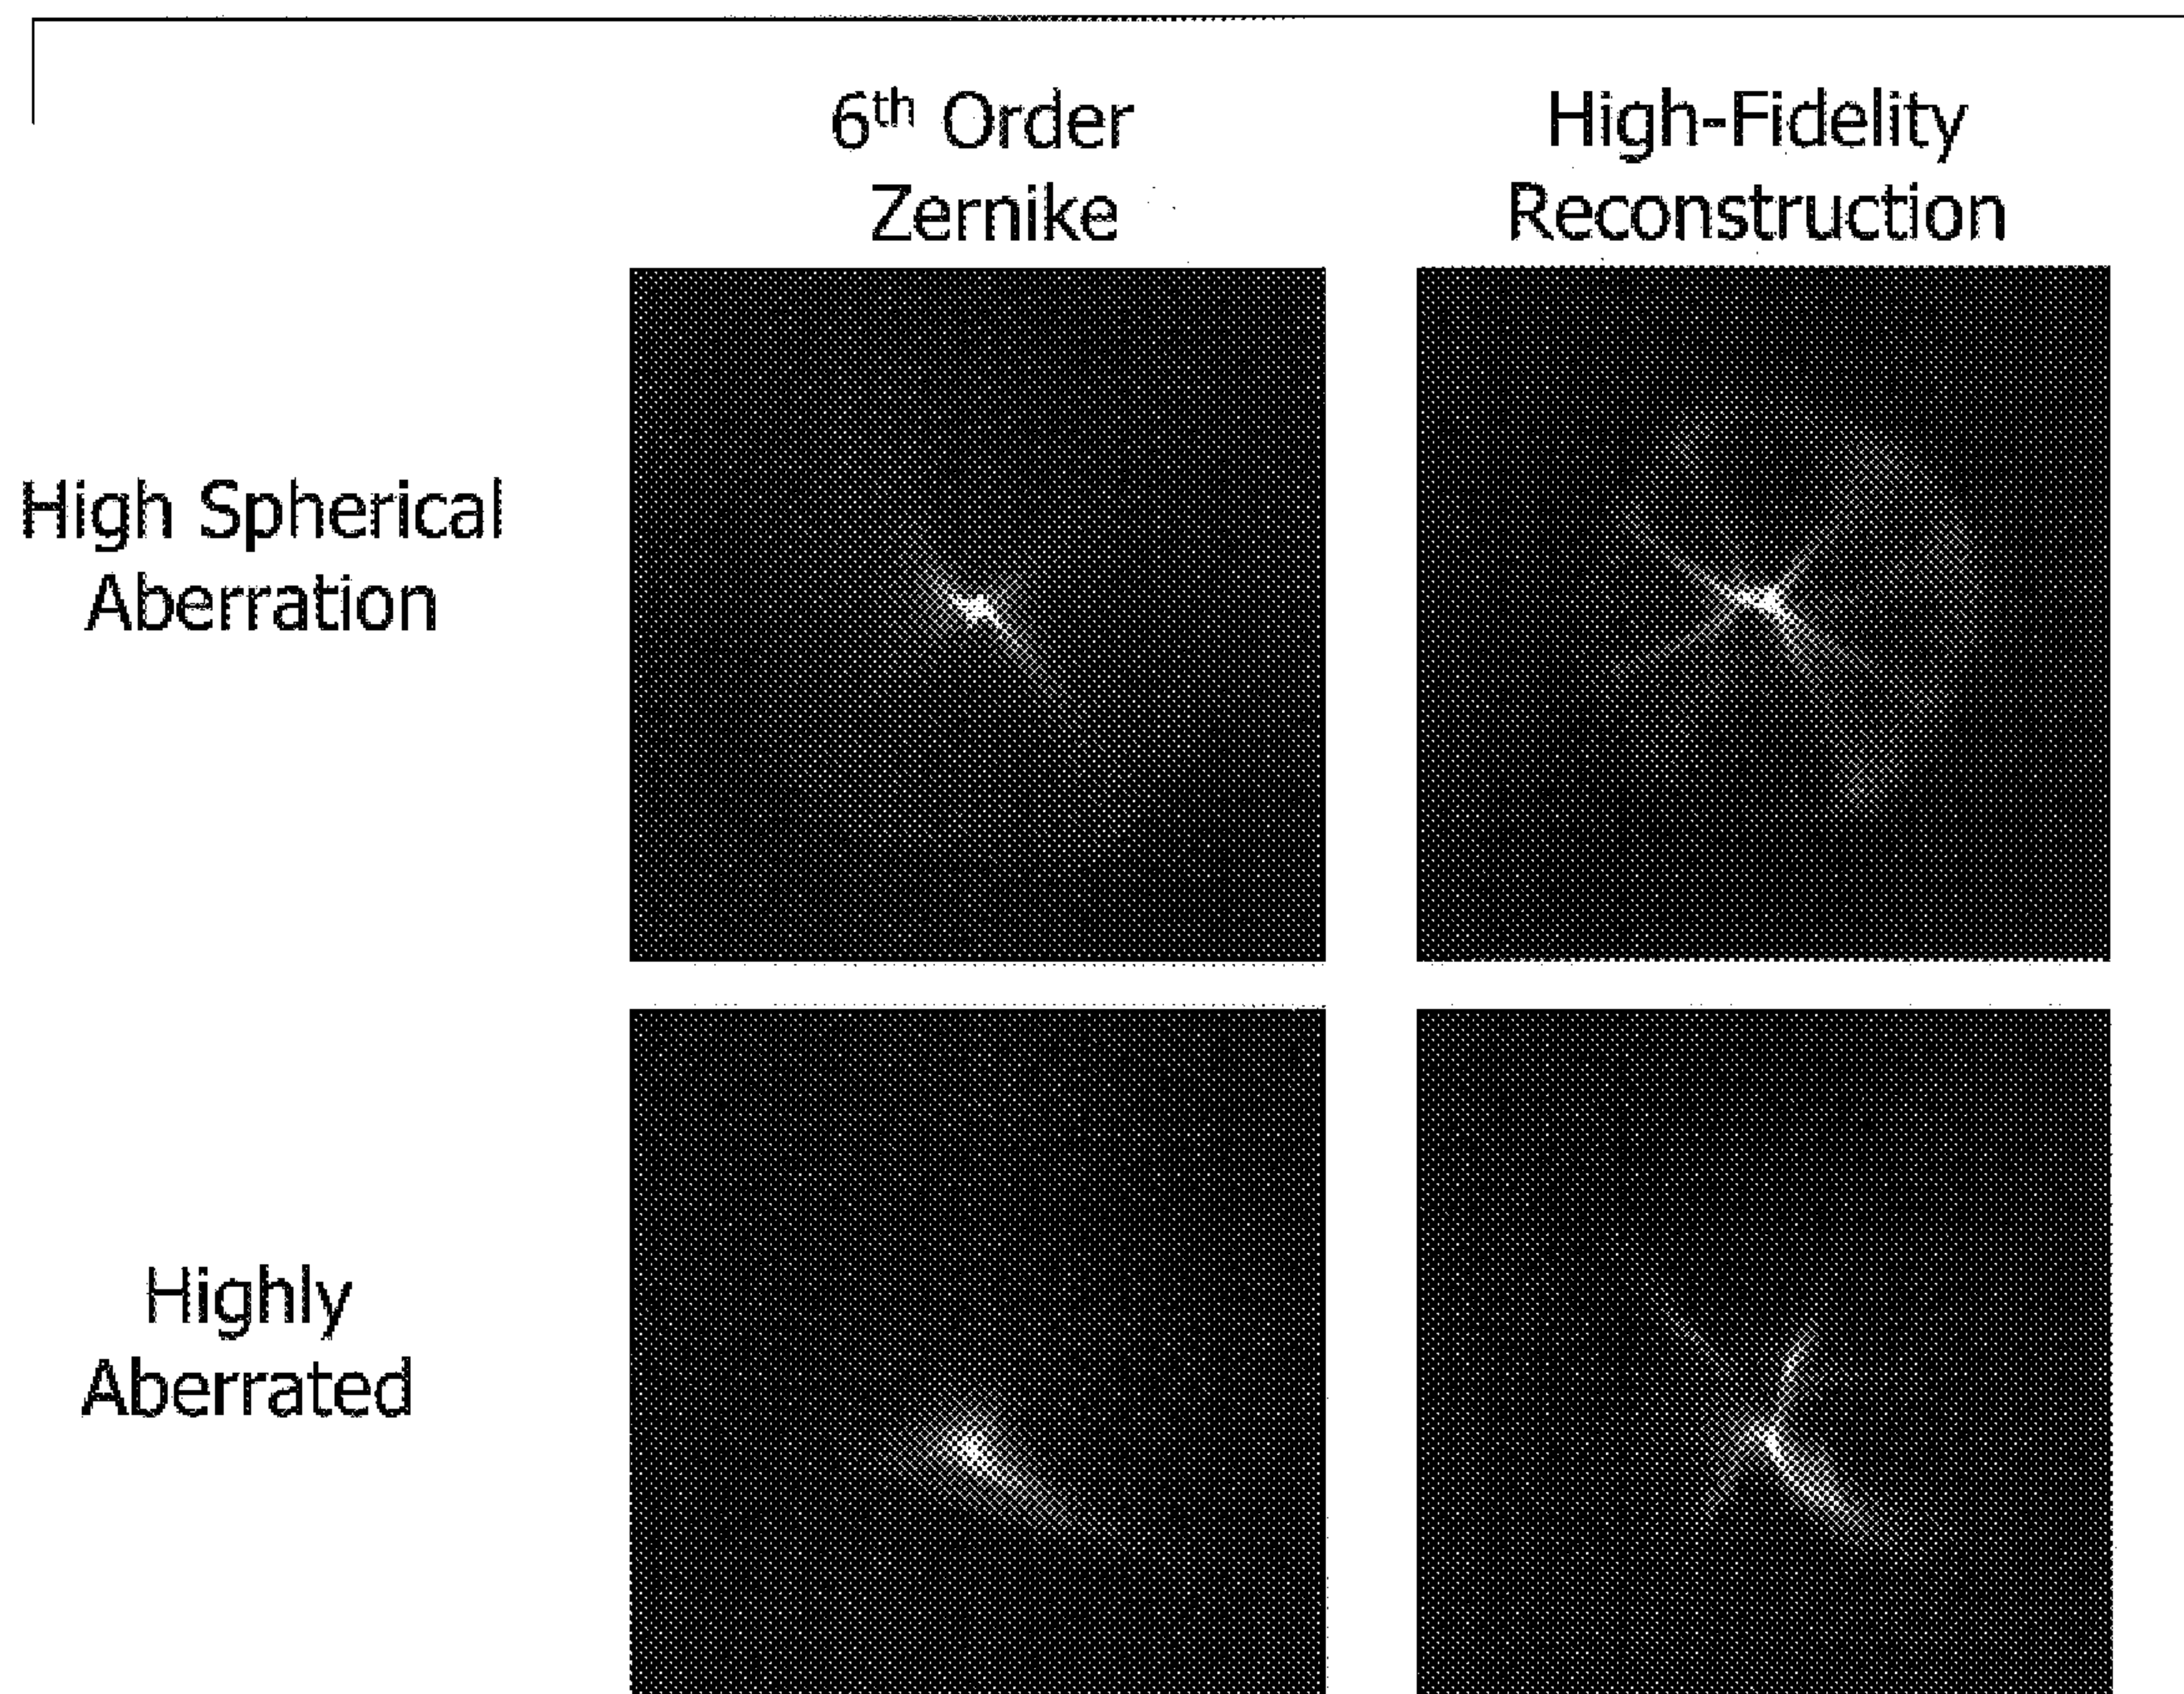 6th Order
Zernike
High-Fidelity
Reconstruction
High Spherical
Aberration
Highly
Aberrated